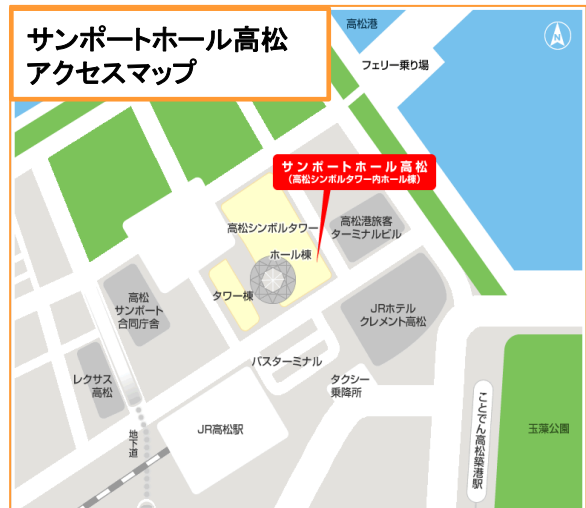 サンポートホール高松
アクセスマップ
高松港
フェリー乗り場
サンポートホール高松
(高松シンボルタワー内ホール棟)
高松シンボルタワー
ホール棟
タワー棟
高松港旅客
ターミナルビル
高松
サンポート
合同庁舎
JRホテル
クレメント高松
レクサス
高松
バスターミナル
タクシー
乗降所
地下道
JR高松駅
ことでん高松築港駅
玉藻公園